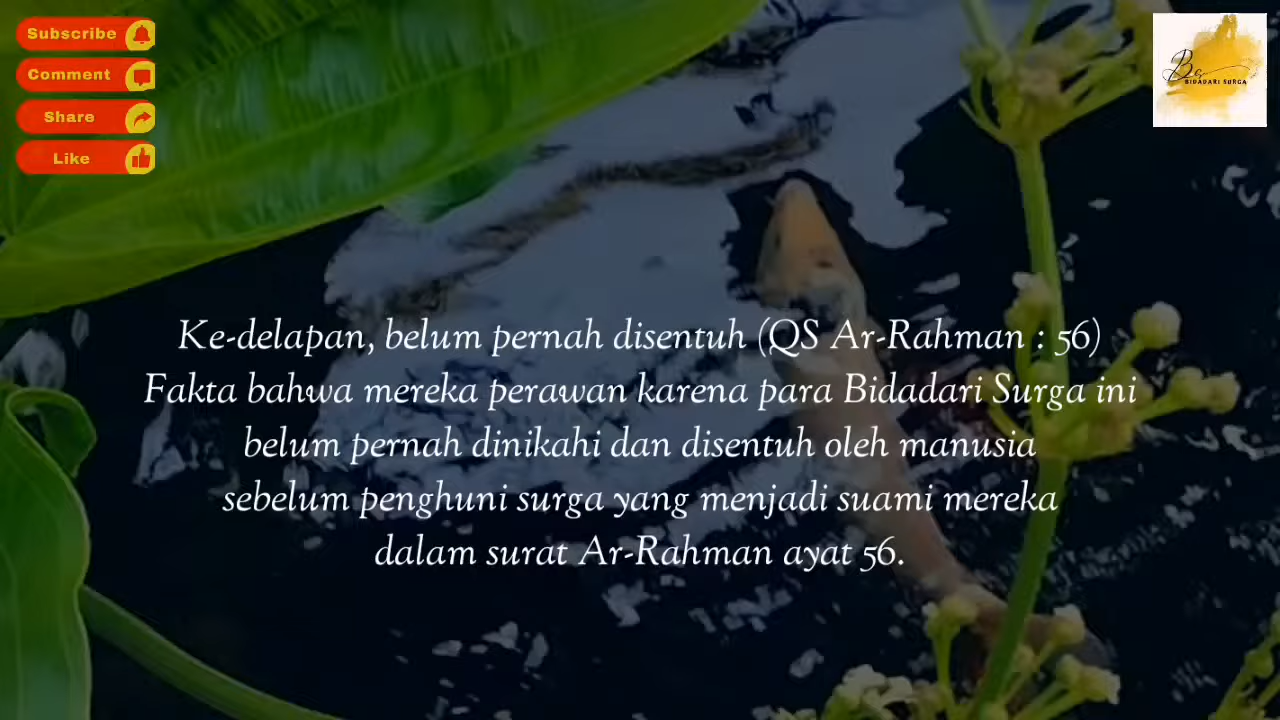 Subscribe
Comment
Share
Like
Bs
BIDADARI SURGA
Ke-delapan, belum pernah disentuh (QS Ar-Rahman : 56)
Fakta bahwa mereka perawan karena para Bidadari Surga ini
belum pernah dinikahi dan disentuh oleh manusia
sebelum penghuni surga yang menjadi suami mereka
dalam surat Ar-Rahman ayat 56.